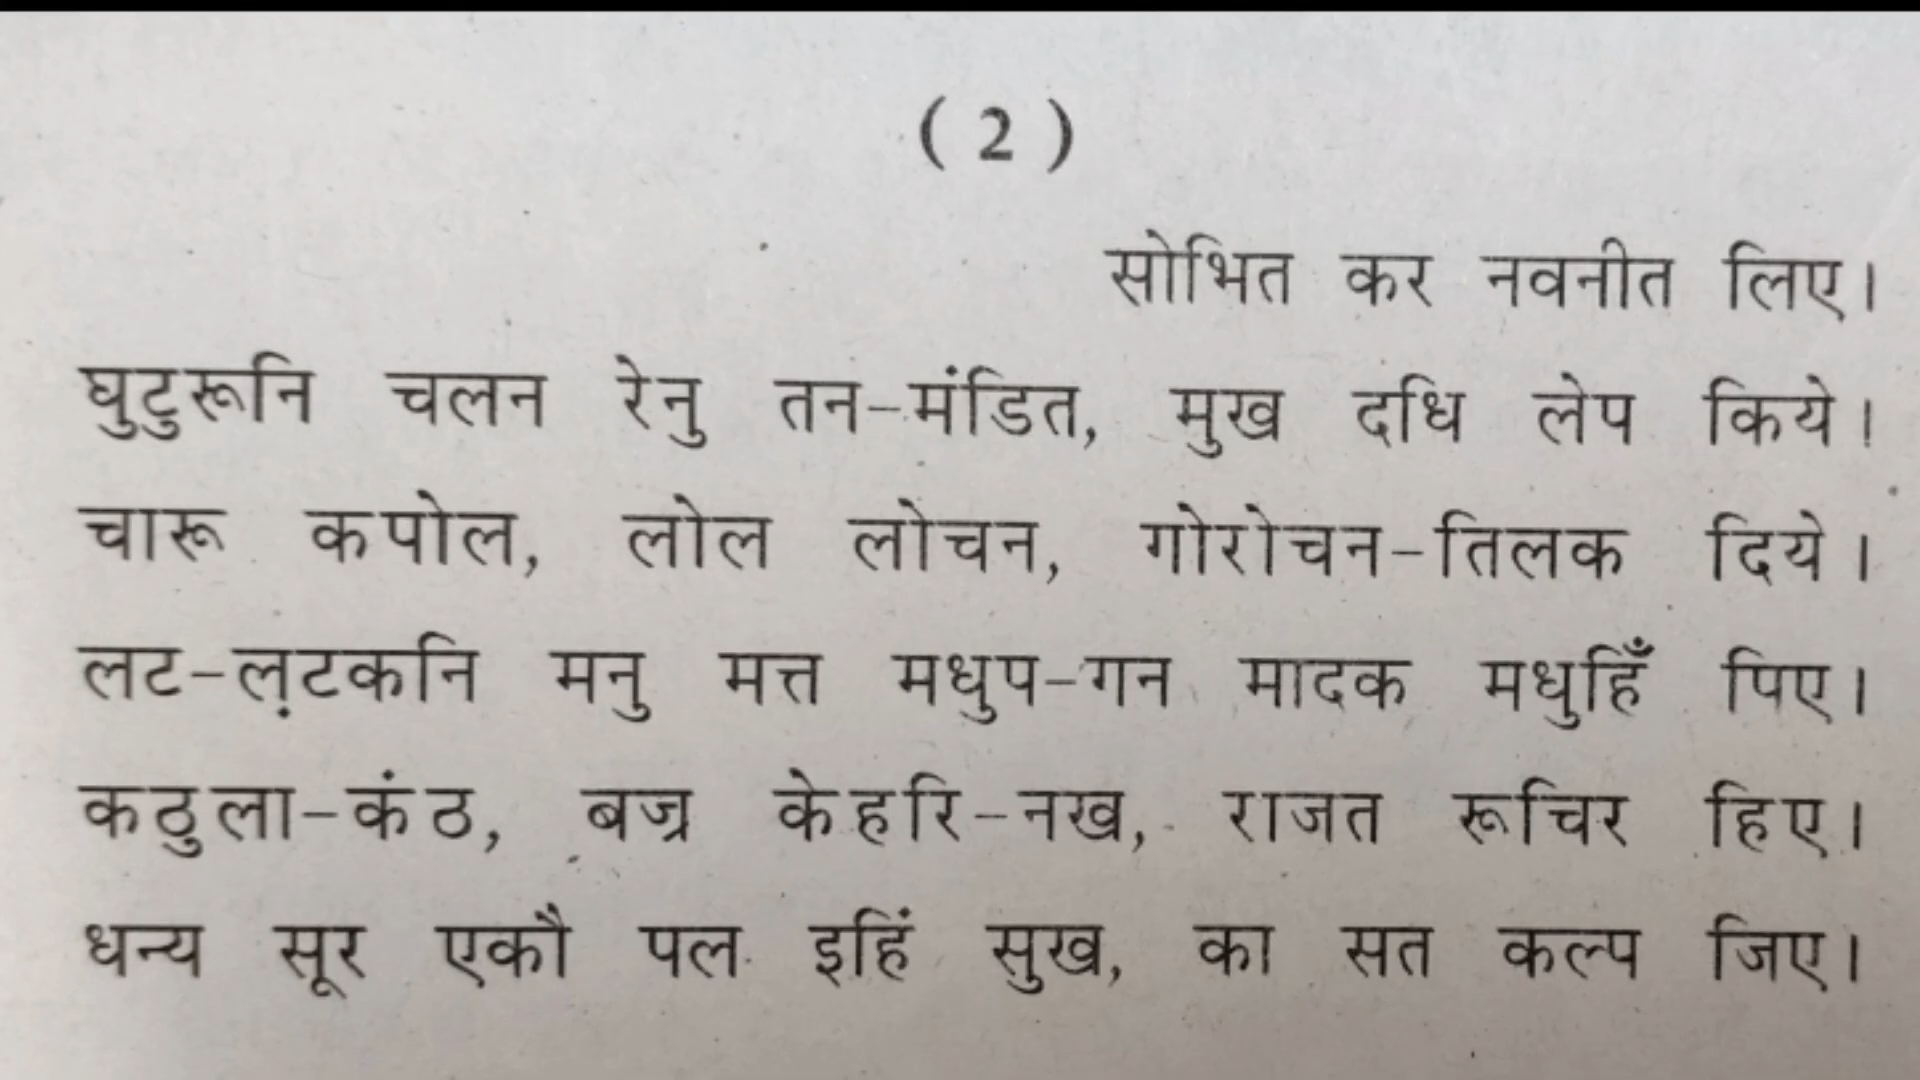 ( 2 )
सोभित कर नवनीत लिए।
घुटुरूनि चलन रेनु तन-मंडित, मुख दधि लेप किये।
चारू कपोल, लोल लोचन, गोरोचन-तिलक दिये।
लट-लटकनि मनु मत्त मधुप-गन मादक मधुहिँ पिए।
कठुला-कंठ, बज्र केहरि-नख, राजत रूचिर हिए।
धन्य सूर एकौ पल इहिं सुख, का सत कल्प जिए।